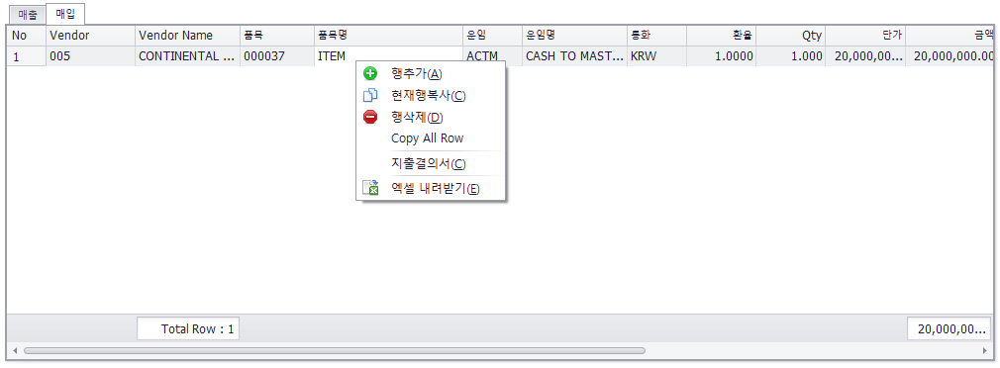 매출 매입
No Vendor Vendor Name 품목 품목명 운임 운임명 통화 환율 Qty 단가 금액
1 005 CONTINENTAL ... 000037 ITEM ACTM CASH TO MAST... KRW 1.0000 1.000 20,000,00... 20,000,000.00
행추가(A)
현재행복사(C)
행삭제(D)
Copy All Row
지출결의서(C)
엑셀 내려받기(E)
Total Row : 1 20,000,00...